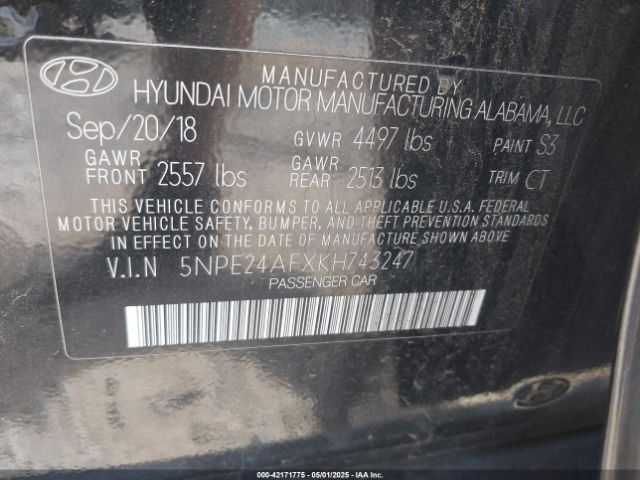 MANUFACTURED BY
HYUNDAI MOTOR MANUFACTURING ALABAMA, LLC
Sep/20/18 GVWR 4497 lbs PAINT S3
GAWR FRONT 2557 lbs GAWR REAR 2513 lbs TRIM CT
THIS VEHICLE CONFORMS TO ALL APPLICABLE U.S.A. FEDERAL
MOTOR VEHICLE SAFETY, BUMPER, AND THEFT PREVENTION STANDARDS
IN EFFECT ON THE DATE OF MANUFACTURE SHOWN ABOVE.
V.I.N 5NPE24AFXKH743247
PASSENGER CAR
000-42171775 - 05/01/2025 - IAAI.COM